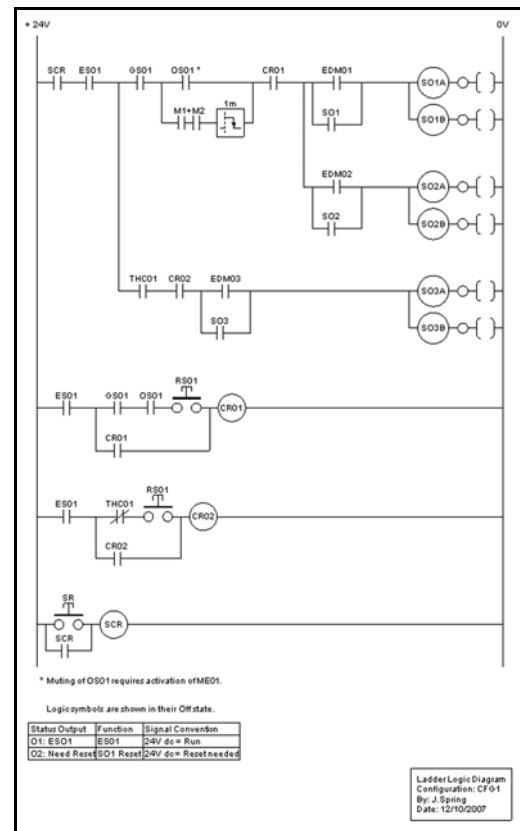 + 24V 0V
SCR ES01 GS01 OS01 * CR01 EDM01
SO1A
M1+M2 1m
SO1
SO1B
EDM02
SO2A
SO2
SO2B
THC01 CR02 EDM03
SO3A
SO3
SO3B
RS01
ES01 GS01 OS01
CR01
CR01
RS01
ES01 THC01
CR02
CR02
SR
SCR
SCR
* Muting of OS01 requires activation of ME01.
Logic symbols are shown in their Off state.
Status Output Function Signal Convention
O1: ESO1 ES01 24V dc = Run
O2: Need Reset SO1 Reset 24V dc = Reset needed
Ladder Logic Diagram
Configuration: CFG1
By: J.Spring
Date: 12/10/2007